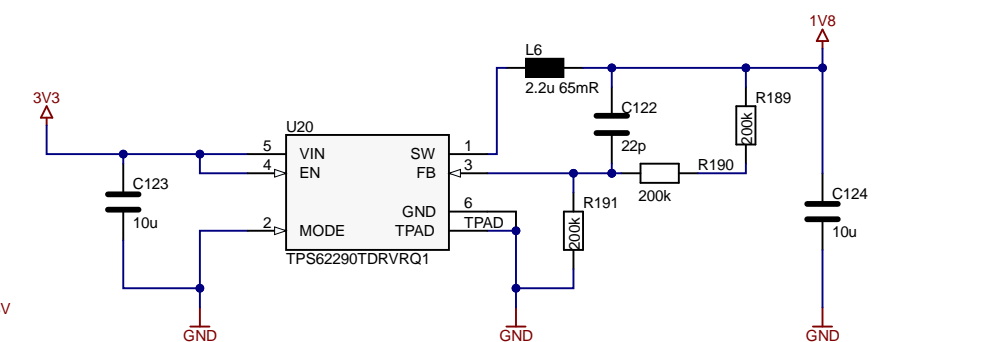 1V8
L6
2.2u 65mR
R189
200k
3V3
C122
22p
U20
5 VIN SW 1
4 EN FB 3
R190
200k
C123
10u
R191
200k
C124
10u
GND 6
2 MODE TPAD TPAD
TPS62290TDRVRQ1
V
GND
GND
GND